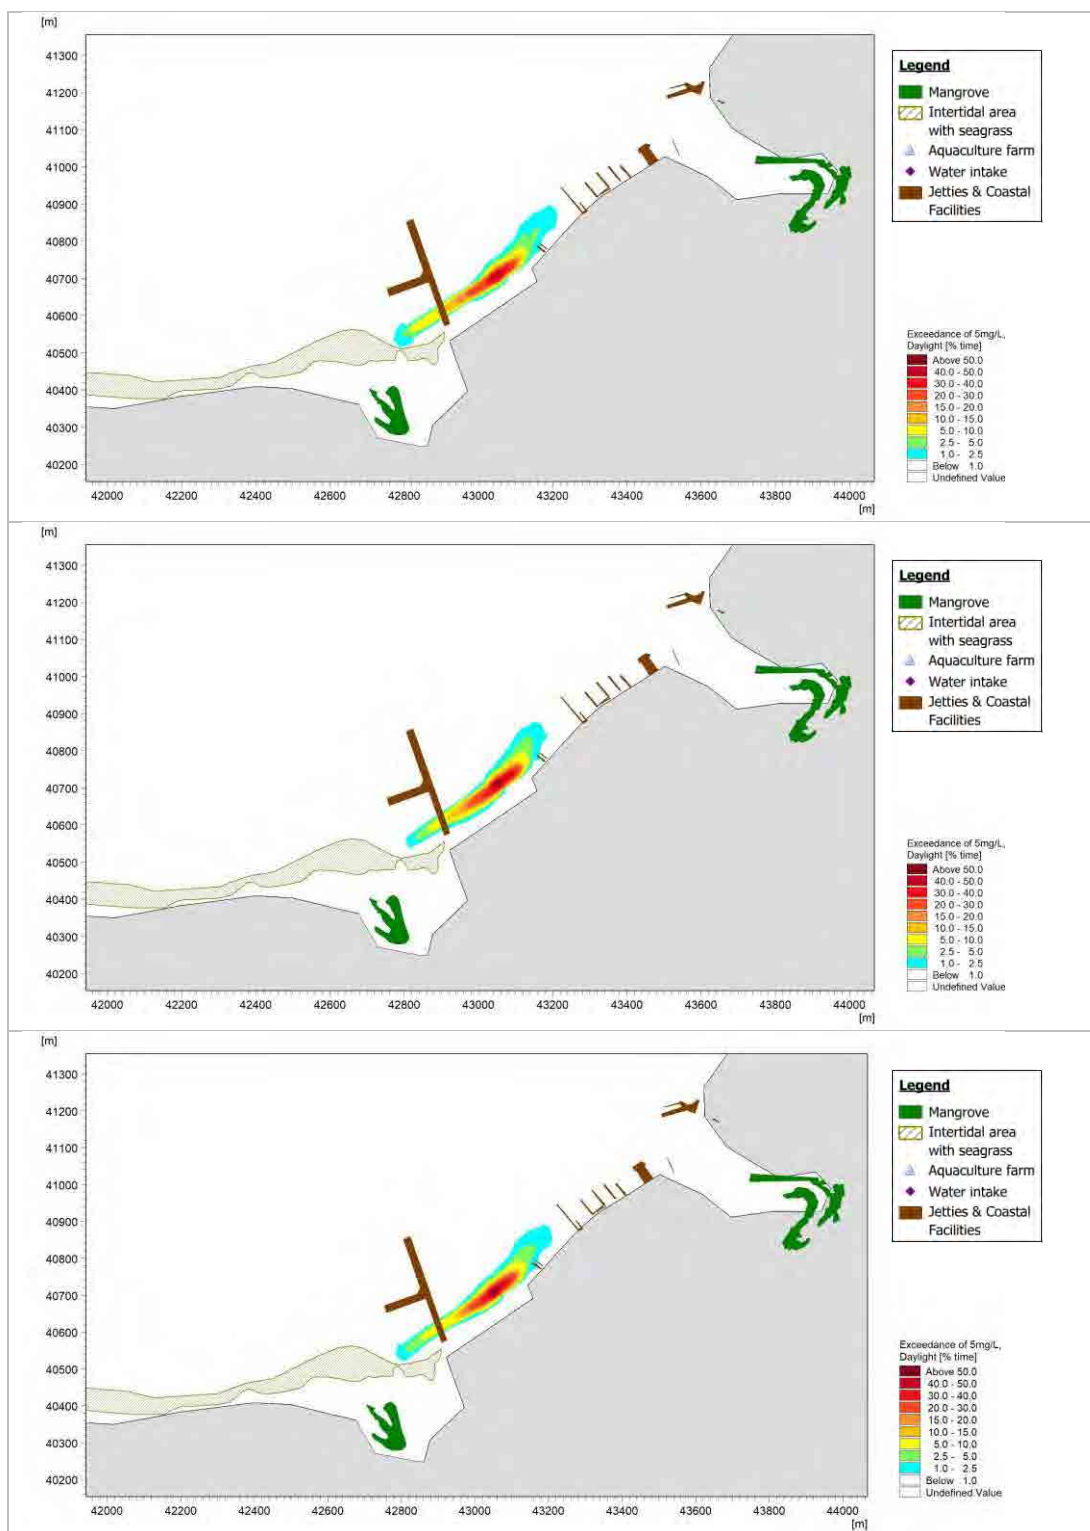 [m]
41300
41200
41100
41000
40900
40800
40700
40600
40500
40400
40300
40200
42000 42200 42400 42600 42800 43000 43200 43400 43600 43800 44000
[m]
Legend
Mangrove
Intertidal area
with seagrass
Aquaculture farm
Water intake
Jetties & Coastal
Facilities
Exceedance of 5mg/L,
Daylight [% time]
Above 50.0
40.0 - 50.0
30.0 - 40.0
20.0 - 30.0
15.0 - 20.0
10.0 - 15.0
5.0 - 10.0
2.5 - 5.0
1.0 - 2.5
Below 1.0
Undefined Value
[m]
41300
41200
41100
41000
40900
40800
40700
40600
40500
40400
40300
40200
42000 42200 42400 42600 42800 43000 43200 43400 43600 43800 44000
[m]
Legend
Mangrove
Intertidal area
with seagrass
Aquaculture farm
Water intake
Jetties & Coastal
Facilities
Exceedance of 5mg/L,
Daylight [% time]
Above 50.0
40.0 - 50.0
30.0 - 40.0
20.0 - 30.0
15.0 - 20.0
10.0 - 15.0
5.0 - 10.0
2.5 - 5.0
1.0 - 2.5
Below 1.0
Undefined Value
[m]
41300
41200
41100
41000
40900
40800
40700
40600
40500
40400
40300
40200
42000 42200 42400 42600 42800 43000 43200 43400 43600 43800 44000
[m]
Legend
Mangrove
Intertidal area
with seagrass
Aquaculture farm
Water intake
Jetties & Coastal
Facilities
Exceedance of 5mg/L,
Daylight [% time]
Above 50.0
40.0 - 50.0
30.0 - 40.0
20.0 - 30.0
15.0 - 20.0
10.0 - 15.0
5.0 - 10.0
2.5 - 5.0
1.0 - 2.5
Below 1.0
Undefined Value